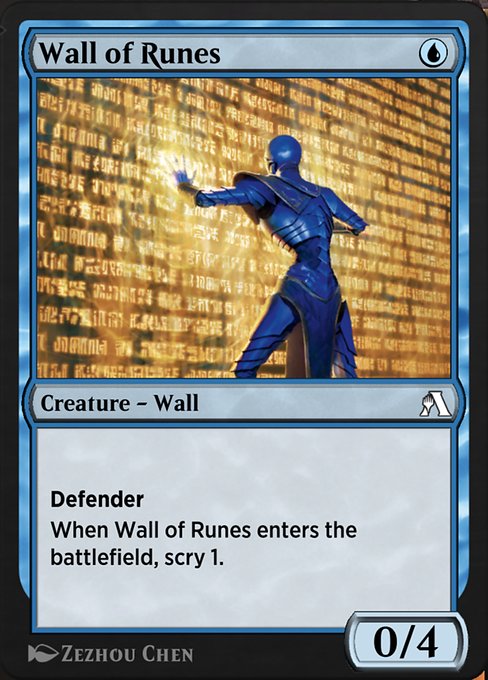 Wall of Runes
Creature – Wall
Defender
When Wall of Runes enters the
battlefield, scry 1.
0/4
Zezhou Chen